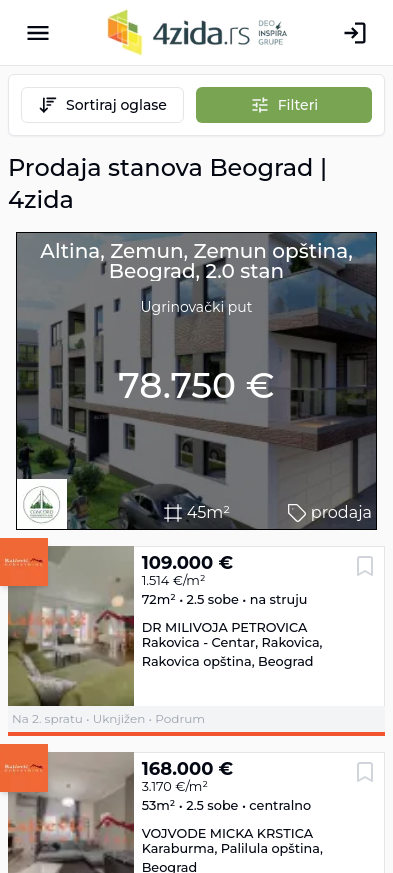 4zida.rs
DEO
INSPIRA
GRUPE
Sortiraj oglase
Filteri
Prodaja stanova Beograd |
4zida
Altina, Zemun, Zemun opština,
Beograd, 2.0 stan
Ugrinovački put
78.750 €
45m²
prodaja
109.000 €
1.514 €/m²
72m² • 2.5 sobe • na struju
DR MILIVOJA PETROVICA
Rakovica - Centar, Rakovica,
Rakovica opština, Beograd
Na 2. spratu • Uknjižen • Podrum
168.000 €
3.170 €/m²
53m² • 2.5 sobe • centralno
VOJVODE MICKA KRSTICA
Karaburma, Palilula opština,
Beograd